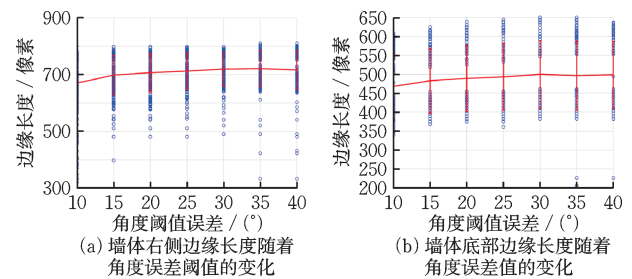 边缘长度 / 像素
900
700
500
300
10 15 20 25 30 35 40
角度阈值误差 / (°)
(a) 墙体右侧边缘长度随着
角度误差阈值的变化
边缘长度 / 像素
650
600
550
500
450
400
350
300
250
200
10 15 20 25 30 35 40
角度阈值误差 / (°)
(b) 墙体底部边缘长度随着
角度误差值的变化